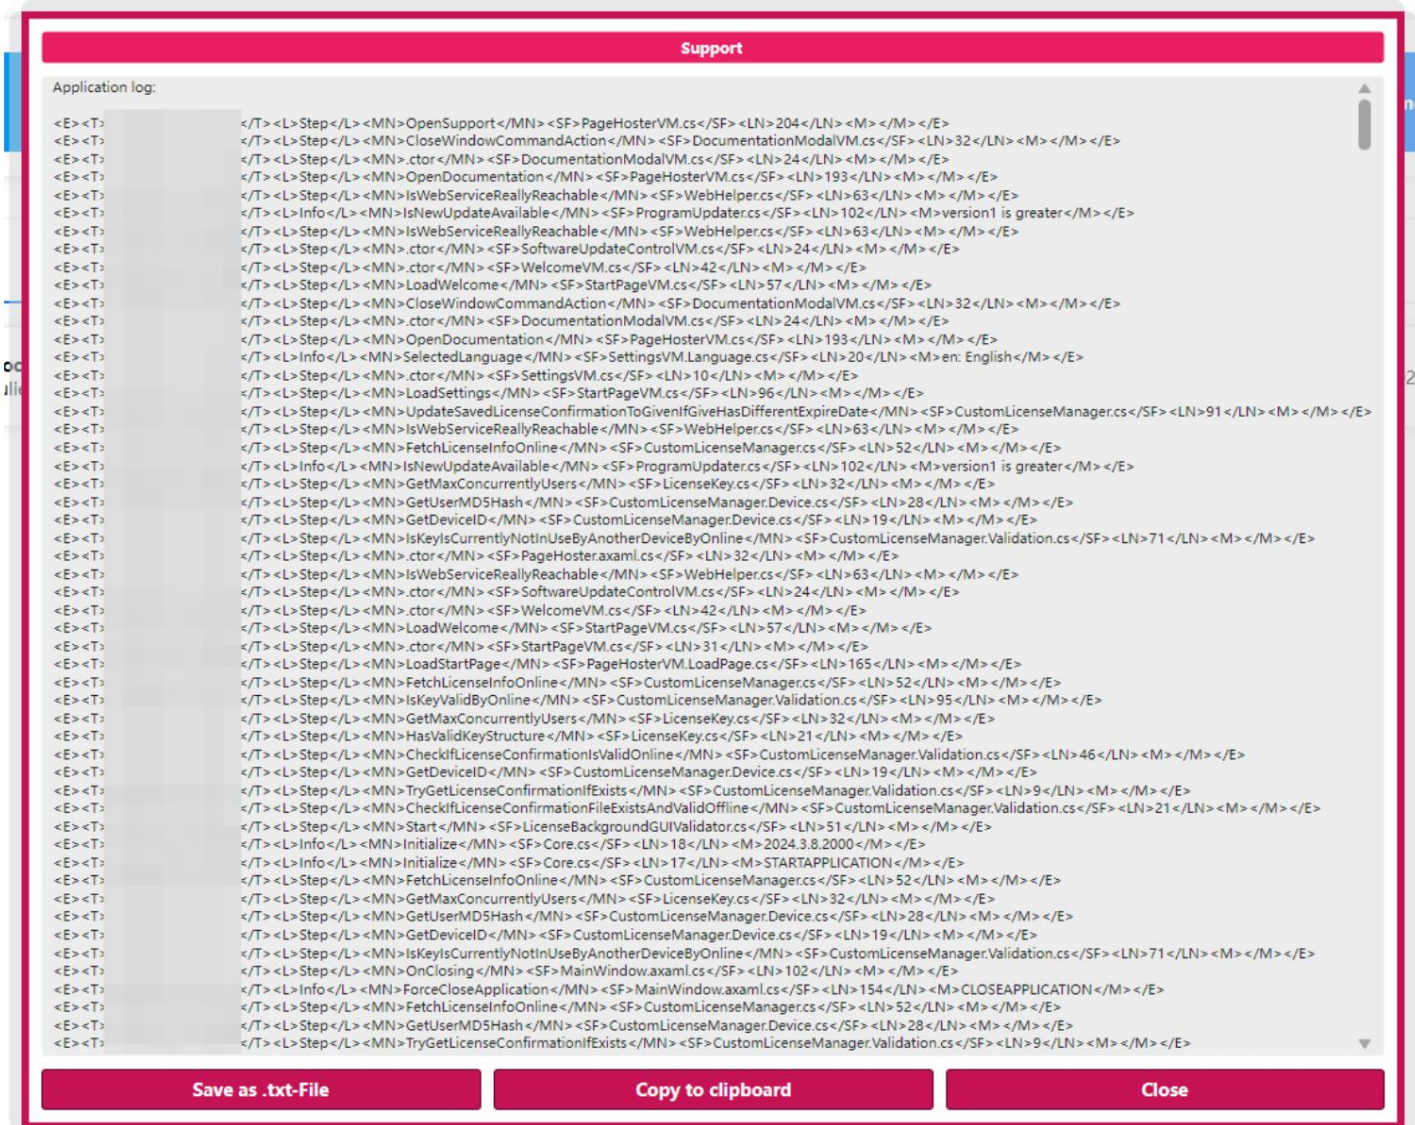 Support
Application log:
<E><T> </T><L>Step</L><MN>OpenSupport</MN><SF>PageHosterVM.cs</SF><LN>204</LN><M></M></E>
<E><T> </T><L>Step</L><MN>CloseWindowCommandAction</MN><SF>DocumentationModalVM.cs</SF><LN>32</LN><M></M></E>
<E><T> </T><L>Step</L><MN>.ctor</MN><SF>DocumentationModalVM.cs</SF><LN>24</LN><M></M></E>
<E><T> </T><L>Step</L><MN>OpenDocumentation</MN><SF>PageHosterVM.cs</SF><LN>193</LN><M></M></E>
<E><T> </T><L>Step</L><MN>IsWebServiceReallyReachable</MN><SF>WebHelper.cs</SF><LN>63</LN><M></M></E>
<E><T> </T><L>Info</L><MN>IsNewUpdateAvailable</MN><SF>ProgramUpdater.cs</SF><LN>102</LN><M>version1 is greater</M></E>
<E><T> </T><L>Step</L><MN>IsWebServiceReallyReachable</MN><SF>WebHelper.cs</SF><LN>63</LN><M></M></E>
<E><T> </T><L>Step</L><MN>.ctor</MN><SF>SoftwareUpdateControlVM.cs</SF><LN>24</LN><M></M></E>
<E><T> </T><L>Step</L><MN>.ctor</MN><SF>WelcomeVM.cs</SF><LN>42</LN><M></M></E>
<E><T> </T><L>Step</L><MN>LoadWelcome</MN><SF>StartPageVM.cs</SF><LN>57</LN><M></M></E>
<E><T> </T><L>Step</L><MN>CloseWindowCommandAction</MN><SF>DocumentationModalVM.cs</SF><LN>32</LN><M></M></E>
<E><T> </T><L>Step</L><MN>.ctor</MN><SF>DocumentationModalVM.cs</SF><LN>24</LN><M></M></E>
<E><T> </T><L>Step</L><MN>OpenDocumentation</MN><SF>PageHosterVM.cs</SF><LN>193</LN><M></M></E>
<E><T> </T><L>Info</L><MN>SelectedLanguage</MN><SF>SettingsVM.Language.cs</SF><LN>20</LN><M>en: English</M></E>
<E><T> </T><L>Step</L><MN>.ctor</MN><SF>SettingsVM.cs</SF><LN>10</LN><M></M></E>
<E><T> </T><L>Step</L><MN>LoadSettings</MN><SF>StartPageVM.cs</SF><LN>96</LN><M></M></E>
<E><T> </T><L>Step</L><MN>UpdateSavedLicenseConfirmationToGivenIfGiveHasDifferentExpireDate</MN><SF>CustomLicenseManager.cs</SF><LN>91</LN><M></M></E>
<E><T> </T><L>Step</L><MN>IsWebServiceReallyReachable</MN><SF>WebHelper.cs</SF><LN>63</LN><M></M></E>
<E><T> </T><L>Step</L><MN>FetchLicenseInfoOnline</MN><SF>CustomLicenseManager.cs</SF><LN>52</LN><M></M></E>
<E><T> </T><L>Info</L><MN>IsNewUpdateAvailable</MN><SF>ProgramUpdater.cs</SF><LN>102</LN><M>version1 is greater</M></E>
<E><T> </T><L>Step</L><MN>GetMaxConcurrentlyUsers</MN><SF>LicenseKey.cs</SF><LN>32</LN><M></M></E>
<E><T> </T><L>Step</L><MN>GetUserMD5Hash</MN><SF>CustomLicenseManager.Device.cs</SF><LN>28</LN><M></M></E>
<E><T> </T><L>Step</L><MN>GetDeviceID</MN><SF>CustomLicenseManager.Device.cs</SF><LN>19</LN><M></M></E>
<E><T> </T><L>Step</L><MN>IsKeyIsCurrentlyNotInUseByAnotherDeviceByOnline</MN><SF>CustomLicenseManager.Validation.cs</SF><LN>71</LN><M></M></E>
<E><T> </T><L>Step</L><MN>.ctor</MN><SF>PageHoster.axaml.cs</SF><LN>32</LN><M></M></E>
<E><T> </T><L>Step</L><MN>IsWebServiceReallyReachable</MN><SF>WebHelper.cs</SF><LN>63</LN><M></M></E>
<E><T> </T><L>Step</L><MN>.ctor</MN><SF>SoftwareUpdateControlVM.cs</SF><LN>24</LN><M></M></E>
<E><T> </T><L>Step</L><MN>.ctor</MN><SF>WelcomeVM.cs</SF><LN>42</LN><M></M></E>
<E><T> </T><L>Step</L><MN>LoadWelcome</MN><SF>StartPageVM.cs</SF><LN>57</LN><M></M></E>
<E><T> </T><L>Step</L><MN>.ctor</MN><SF>StartPageVM.cs</SF><LN>31</LN><M></M></E>
<E><T> </T><L>Step</L><MN>LoadStartPage</MN><SF>PageHosterVM.LoadPage.cs</SF><LN>165</LN><M></M></E>
<E><T> </T><L>Step</L><MN>FetchLicenseInfoOnline</MN><SF>CustomLicenseManager.cs</SF><LN>52</LN><M></M></E>
<E><T> </T><L>Step</L><MN>IsKeyValidByOnline</MN><SF>CustomLicenseManager.Validation.cs</SF><LN>95</LN><M></M></E>
<E><T> </T><L>Step</L><MN>GetMaxConcurrentlyUsers</MN><SF>LicenseKey.cs</SF><LN>32</LN><M></M></E>
<E><T> </T><L>Step</L><MN>HasValidKeyStructure</MN><SF>LicenseKey.cs</SF><LN>21</LN><M></M></E>
<E><T> </T><L>Step</L><MN>CheckIfLicenseConfirmationIsValidOnline</MN><SF>CustomLicenseManager.Validation.cs</SF><LN>46</LN><M></M></E>
<E><T> </T><L>Step</L><MN>GetDeviceID</MN><SF>CustomLicenseManager.Device.cs</SF><LN>19</LN><M></M></E>
<E><T> </T><L>Step</L><MN>TryGetLicenseConfirmationIfExists</MN><SF>CustomLicenseManager.Validation.cs</SF><LN>9</LN><M></M></E>
<E><T> </T><L>Step</L><MN>CheckIfLicenseConfirmationFileExistsAndValidOffline</MN><SF>CustomLicenseManager.Validation.cs</SF><LN>21</LN><M></M></E>
<E><T> </T><L>Step</L><MN>Start</MN><SF>LicenseBackgroundGUIValidator.cs</SF><LN>51</LN><M></M></E>
<E><T> </T><L>Info</L><MN>Initialize</MN><SF>Core.cs</SF><LN>18</LN><M>2024.3.8.2000</M></E>
<E><T> </T><L>Info</L><MN>Initialize</MN><SF>Core.cs</SF><LN>17</LN><M>STARTAPPLICATION</M></E>
<E><T> </T><L>Step</L><MN>FetchLicenseInfoOnline</MN><SF>CustomLicenseManager.cs</SF><LN>52</LN><M></M></E>
<E><T> </T><L>Step</L><MN>GetMaxConcurrentlyUsers</MN><SF>LicenseKey.cs</SF><LN>32</LN><M></M></E>
<E><T> </T><L>Step</L><MN>GetUserMD5Hash</MN><SF>CustomLicenseManager.Device.cs</SF><LN>28</LN><M></M></E>
<E><T> </T><L>Step</L><MN>GetDeviceID</MN><SF>CustomLicenseManager.Device.cs</SF><LN>19</LN><M></M></E>
<E><T> </T><L>Step</L><MN>IsKeyIsCurrentlyNotInUseByAnotherDeviceByOnline</MN><SF>CustomLicenseManager.Validation.cs</SF><LN>71</LN><M></M></E>
<E><T> </T><L>Step</L><MN>OnClosing</MN><SF>MainWindow.axaml.cs</SF><LN>102</LN><M></M></E>
<E><T> </T><L>Info</L><MN>ForceCloseApplication</MN><SF>MainWindow.axaml.cs</SF><LN>154</LN><M>CLOSEAPPLICATION</M></E>
<E><T> </T><L>Step</L><MN>FetchLicenseInfoOnline</MN><SF>CustomLicenseManager.cs</SF><LN>52</LN><M></M></E>
<E><T> </T><L>Step</L><MN>GetUserMD5Hash</MN><SF>CustomLicenseManager.Device.cs</SF><LN>28</LN><M></M></E>
<E><T> </T><L>Step</L><MN>TryGetLicenseConfirmationIfExists</MN><SF>CustomLicenseManager.Validation.cs</SF><LN>9</LN><M></M></E>
Save as .txt-File
Copy to clipboard
Close